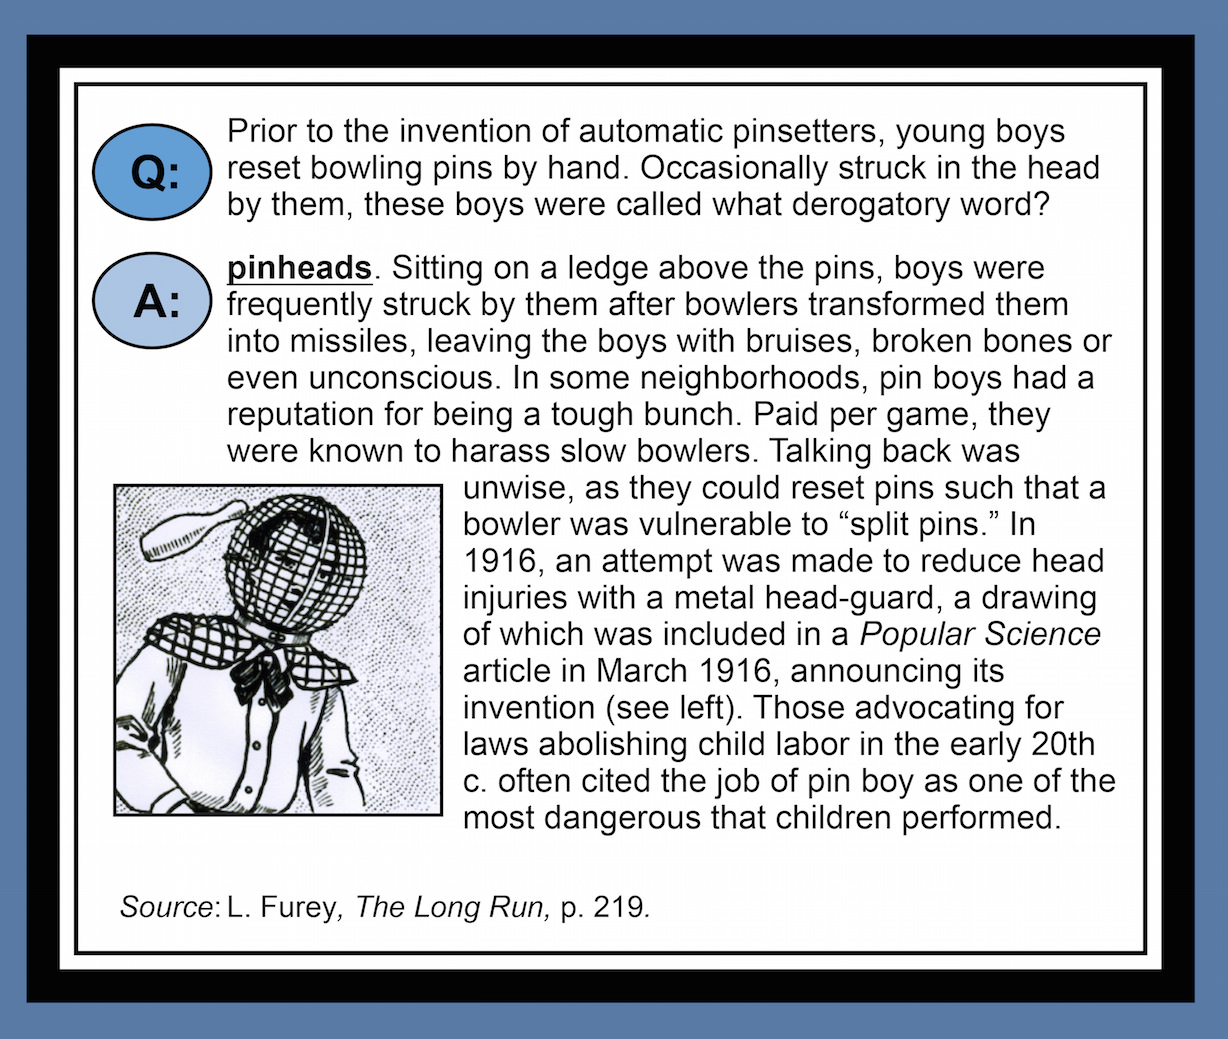 Q:
Prior to the invention of automatic pinsetters, young boys
reset bowling pins by hand. Occasionally struck in the head
by them, these boys were called what derogatory word?
A:
pinheads. Sitting on a ledge above the pins, boys were
frequently struck by them after bowlers transformed them
into missiles, leaving the boys with bruises, broken bones or
even unconscious. In some neighborhoods, pin boys had a
reputation for being a tough bunch. Paid per game, they
were known to harass slow bowlers. Talking back was
unwise, as they could reset pins such that a
bowler was vulnerable to “split pins.” In
1916, an attempt was made to reduce head
injuries with a metal head-guard, a drawing
of which was included in a Popular Science
article in March 1916, announcing its
invention (see left). Those advocating for
laws abolishing child labor in the early 20th
c. often cited the job of pin boy as one of the
most dangerous that children performed.
Source: L. Furey, The Long Run, p. 219.